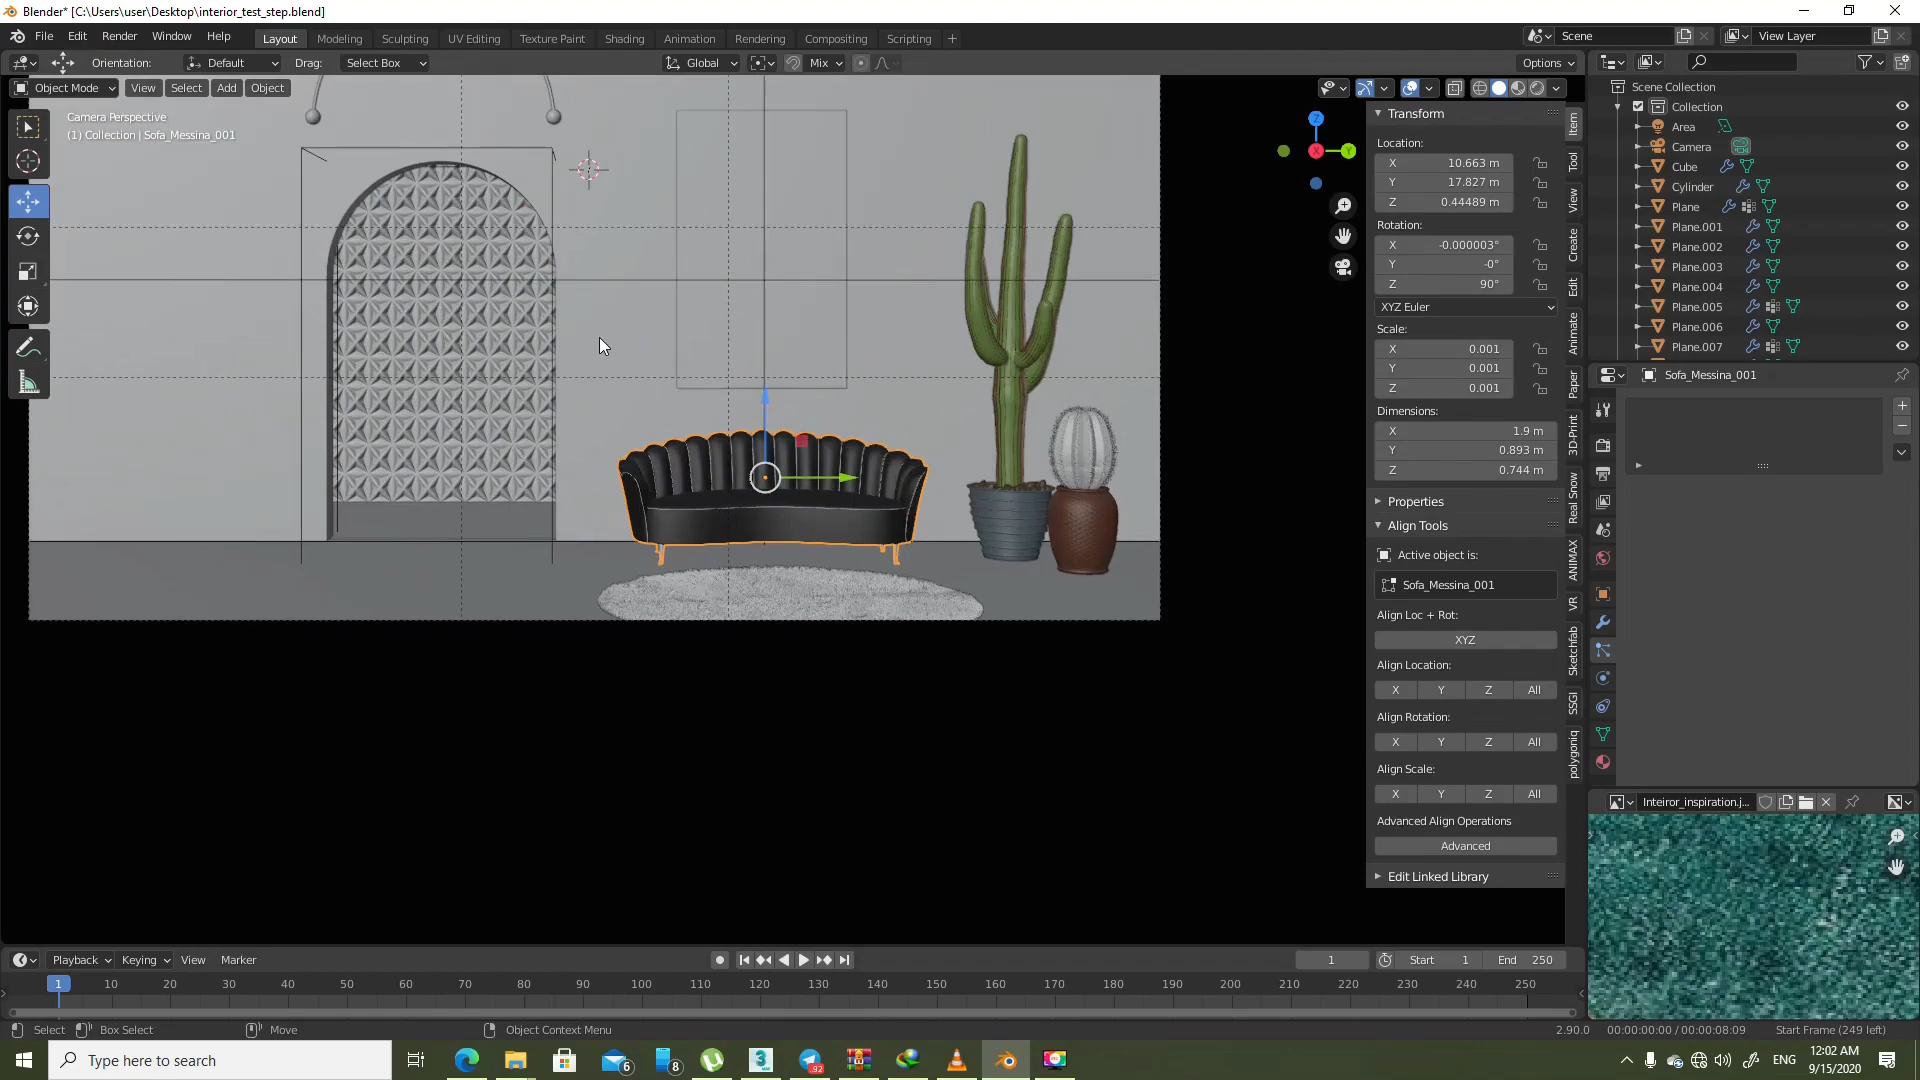 Blender* [C:\Users\user\Desktop\interior_test_step.blend]
File Edit Render Window Help Layout Modeling Sculpting UV Editing Texture Paint Shading Animation Rendering Compositing Scripting + Scene View Layer
Orientation: Default Drag: Select Box Global Mix Options
Object Mode View Select Add Object
Camera Perspective
(1) Collection | Sofa_Messina_001
Z
Y
X
Transform
Location:
X 10.663 m
Y 17.827 m
Z 0.44489 m
Rotation:
X -0.000003°
Y -0°
Z 90°
XYZ Euler
Scale:
X 0.001
Y 0.001
Z 0.001
Dimensions:
X 1.9 m
Y 0.893 m
Z 0.744 m
Properties
Align Tools
Active object is:
Sofa_Messina_001
Align Loc + Rot:
XYZ
Align Location:
X Y Z All
Align Rotation:
X Y Z All
Align Scale:
X Y Z All
Advanced Align Operations
Advanced
Edit Linked Library
Item
Tool
View
Create
Edit
Animate
Paper
3D-Print
Real Snow
ANIMAX
VR
Sketchfab
SSGI
polygoniq
Scene Collection
Collection
Area
Camera
Cube
Cylinder
Plane
Plane.001
Plane.002
Plane.003
Plane.004
Plane.005
Plane.006
Plane.007
Sofa_Messina_001
Inteiror_inspiration.j...
Playback Keying View Marker 1 Start 1 End 250
1 10 20 30 40 50 60 70 80 90 100 110 120 130 140 150 160 170 180 190 200 210 220 230 240 250
Select Box Select Move Object Context Menu 2.90.0 00:00:00:00 / 00:00:08:09 Start Frame (249 left)
Type here to search 6 8 3 92 ENG 12:02 AM
9/15/2020